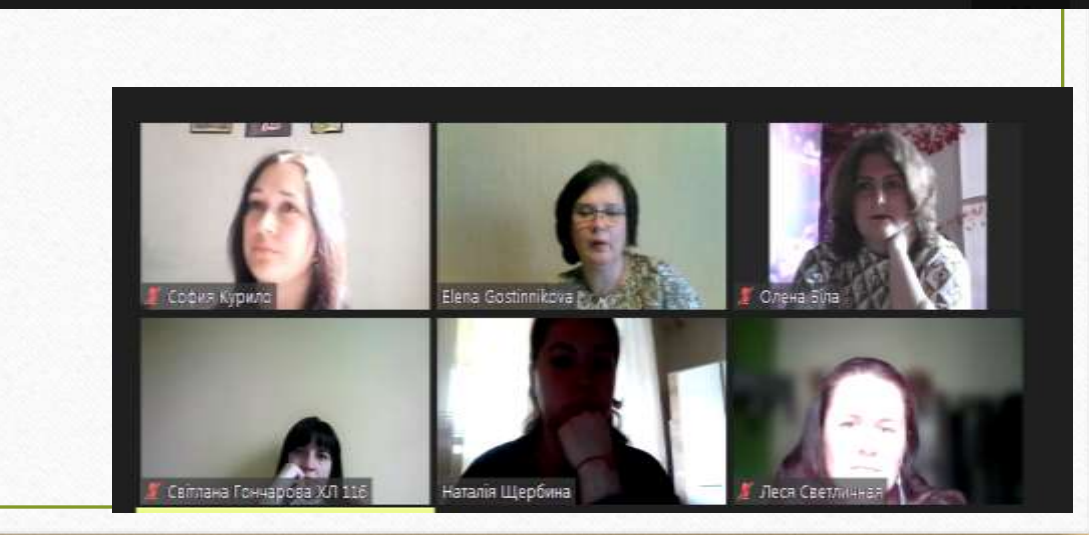 София Курило
Elena Gostinnikova
Олена Біла
Світлана Гончарова ХЛ 116
Наталія Щербина
Леся Светличная